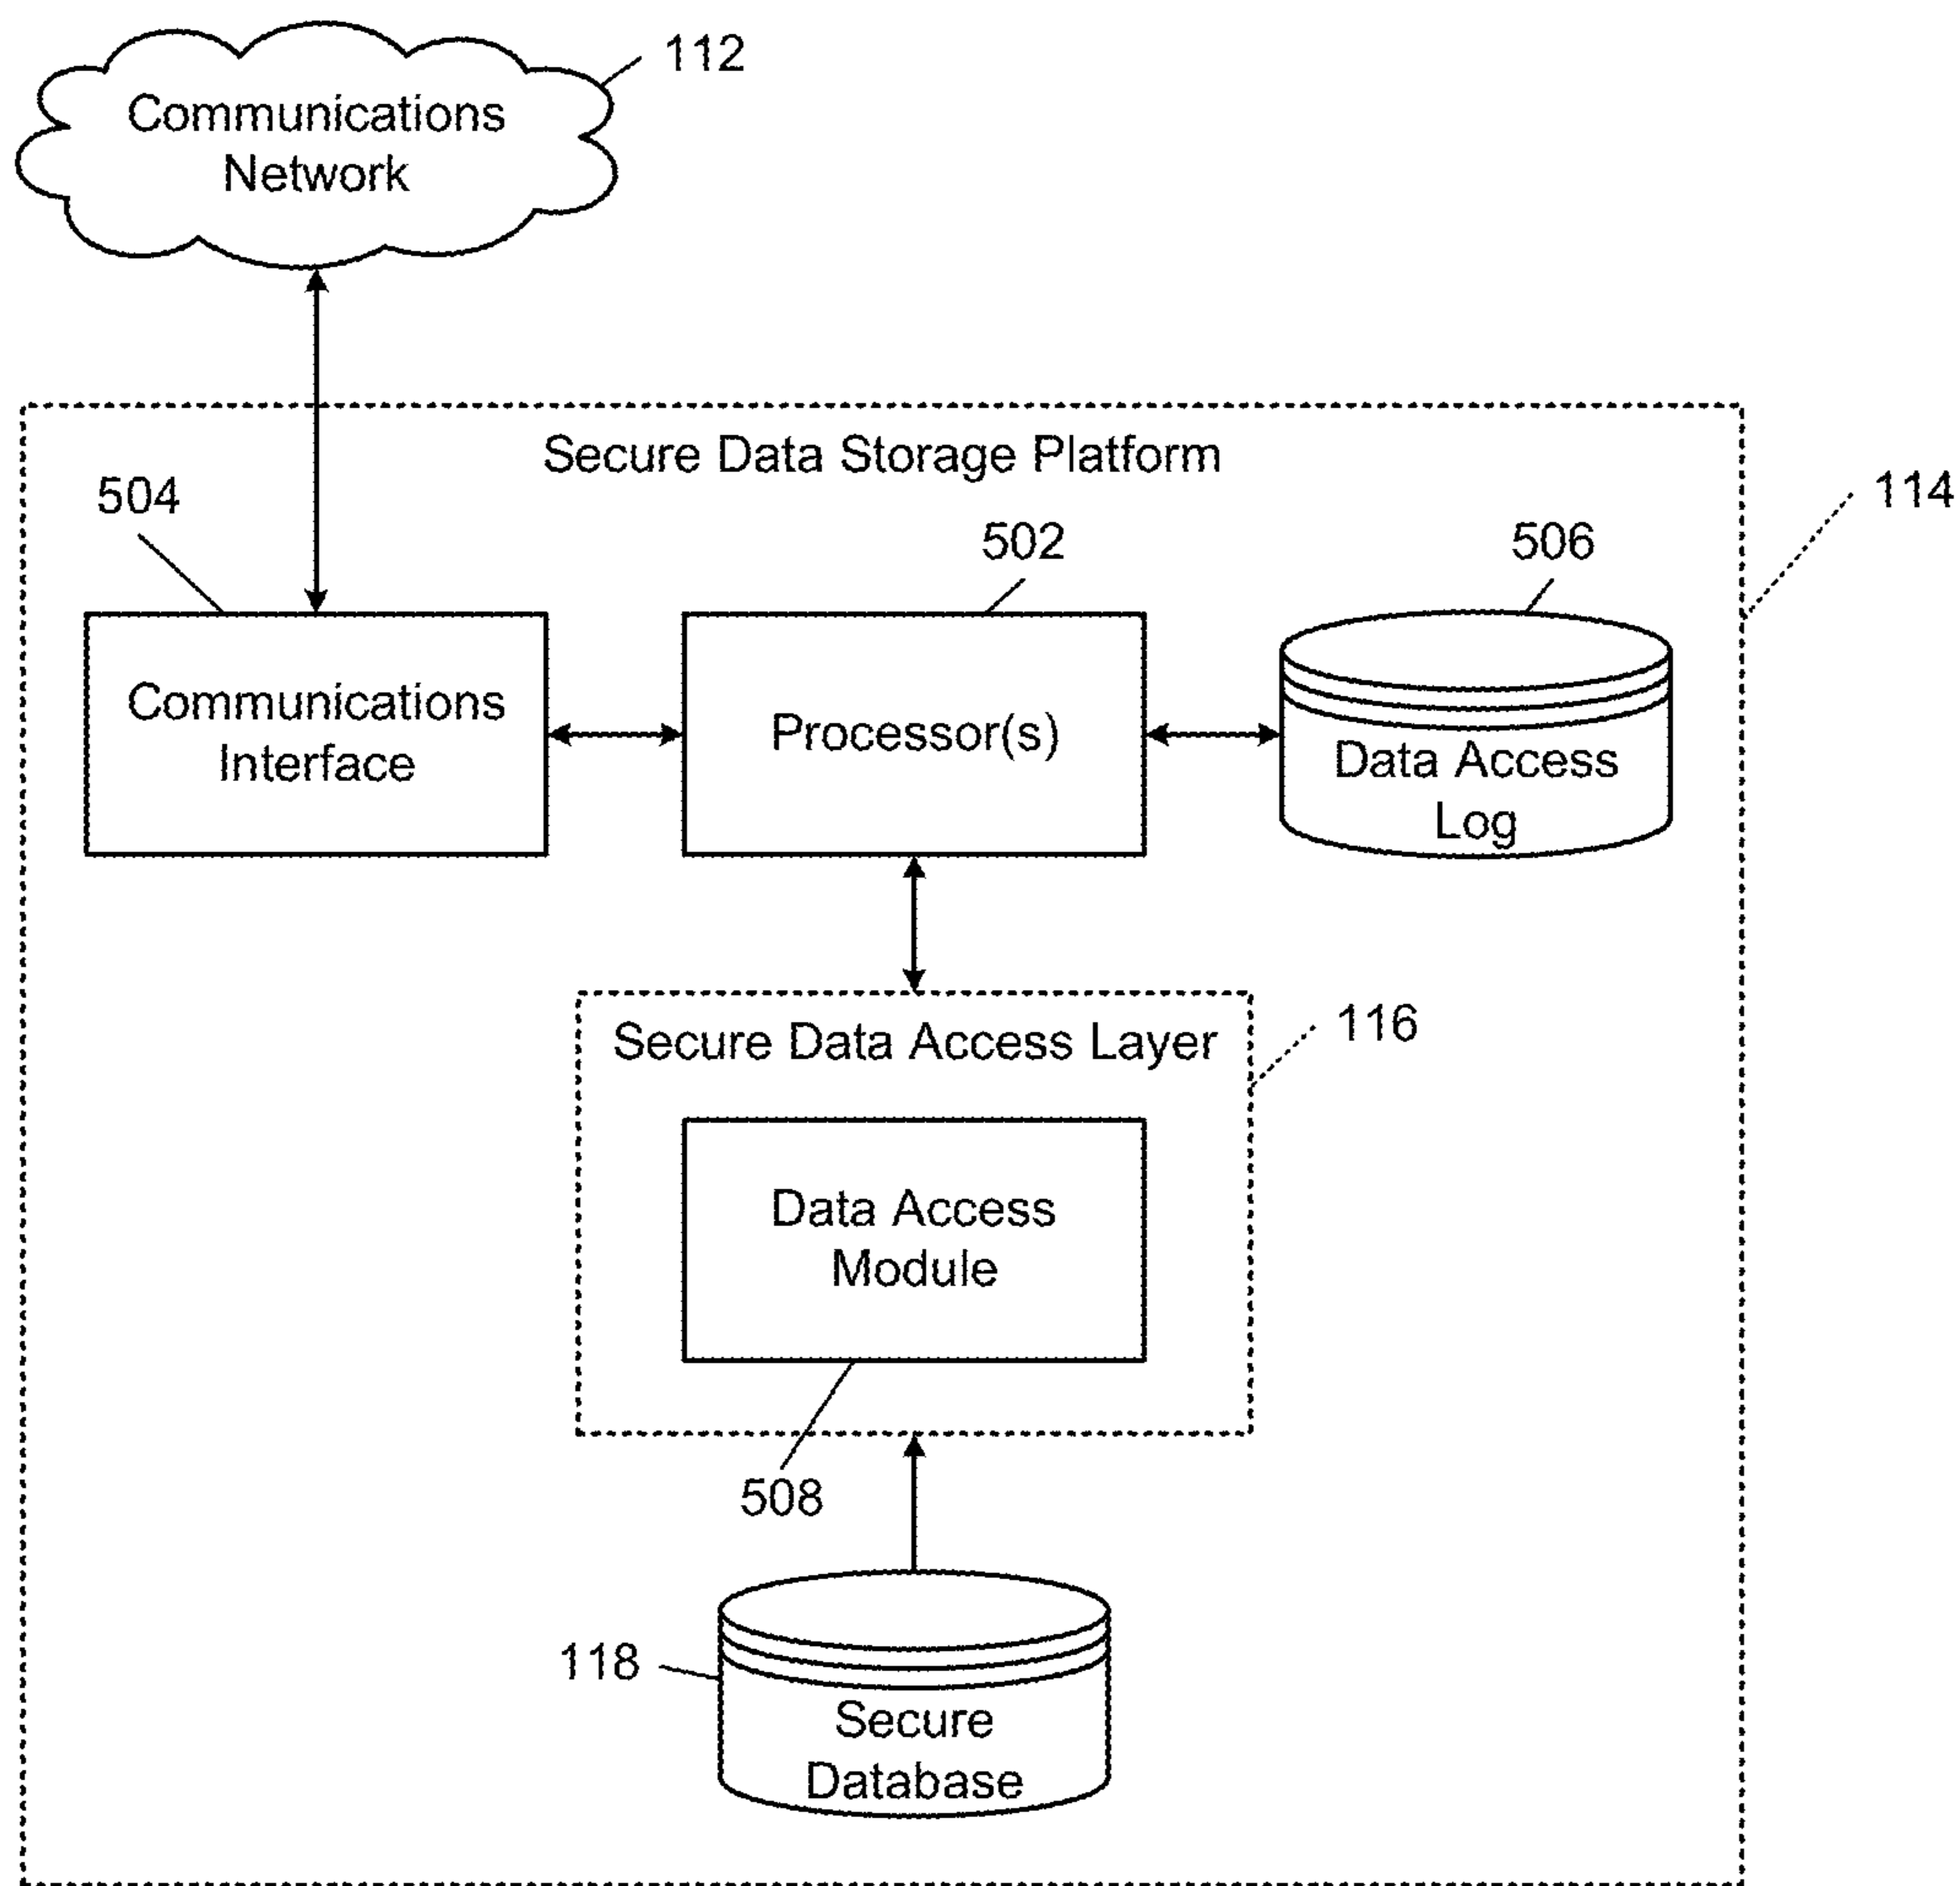 112
Communications
Network
Secure Data Storage Platform
114
504
502
506
Communications
Interface
Processor(s)
Data Access
Log
Secure Data Access Layer
116
Data Access
Module
508
118
Secure
Database